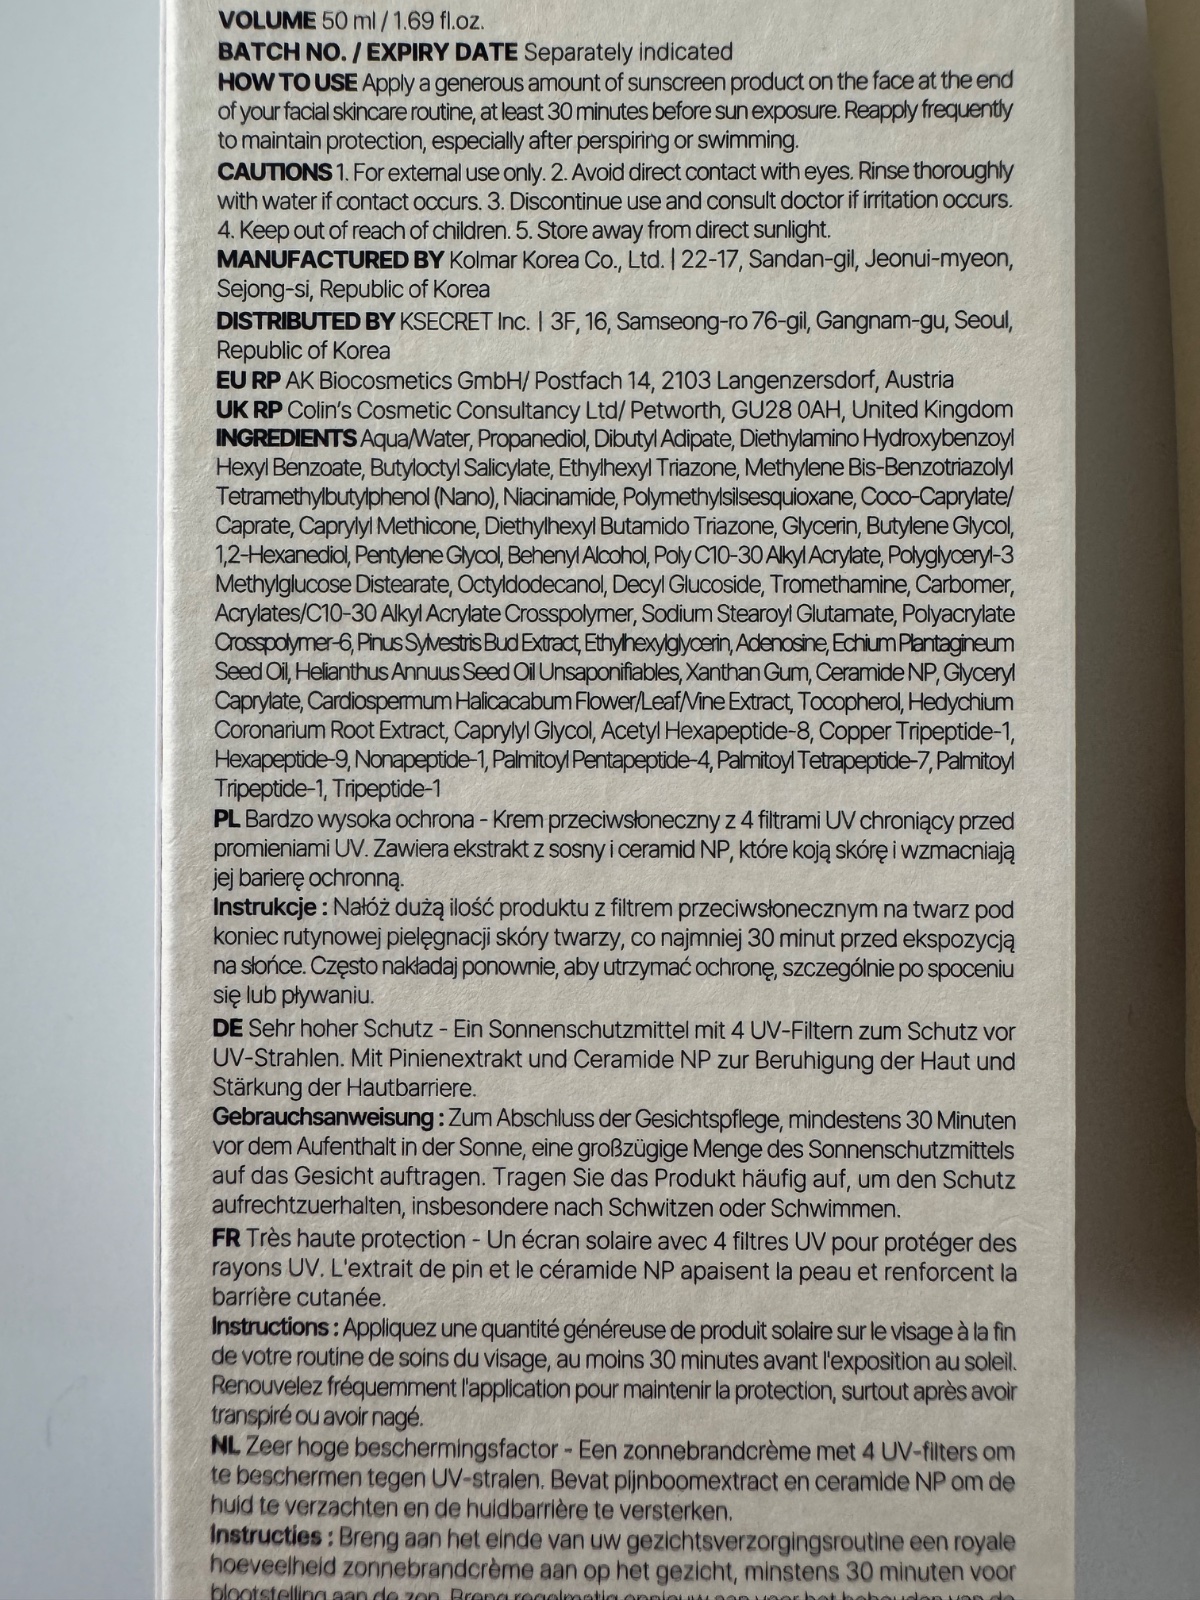 VOLUME 50 ml / 1.69 fl.oz.
BATCH NO. / EXPIRY DATE Separately indicated
HOW TO USE Apply a generous amount of sunscreen product on the face at the end
of your facial skincare routine, at least 30 minutes before sun exposure. Reapply frequently
to maintain protection, especially after perspiring or swimming.
CAUTIONS 1. For external use only. 2. Avoid direct contact with eyes. Rinse thoroughly
with water if contact occurs. 3. Discontinue use and consult doctor if irritation occurs.
4. Keep out of reach of children. 5. Store away from direct sunlight.
MANUFACTURED BY Kolmar Korea Co., Ltd. | 22-17, Sandan-gil, Jeonui-myeon,
Sejong-si, Republic of Korea
DISTRIBUTED BY KSECRET Inc. | 3F, 16, Samseong-ro 76-gil, Gangnam-gu, Seoul,
Republic of Korea
EU RP AK Biocosmetics GmbH/ Postfach 14, 2103 Langenzersdorf, Austria
UK RP Colin's Cosmetic Consultancy Ltd/ Petworth, GU28 0AH, United Kingdom
INGREDIENTS Aqua/Water, Propanediol, Dibutyl Adipate, Diethylamino Hydroxybenzoyl
Hexyl Benzoate, Butyloctyl Salicylate, Ethylhexyl Triazone, Methylene Bis-Benzotriazolyl
Tetramethylbutylphenol (Nano), Niacinamide, Polymethylsilsesquioxane, Coco-Caprylate/
Caprate, Caprylyl Methicone, Diethylhexyl Butamido Triazone, Glycerin, Butylene Glycol,
1,2-Hexanediol, Pentylene Glycol, Behenyl Alcohol, Poly C10-30 Alkyl Acrylate, Polyglyceryl-3
Methylglucose Distearate, Octyldodecanol, Decyl Glucoside, Tromethamine, Carbomer,
Acrylates/C10-30 Alkyl Acrylate Crosspolymer, Sodium Stearoyl Glutamate, Polyacrylate
Crosspolymer-6, Pinus Sylvestris Bud Extract, Ethylhexylglycerin, Adenosine, Echium Plantagineum
Seed Oil, Helianthus Annuus Seed Oil Unsaponifiables, Xanthan Gum, Ceramide NP, Glyceryl
Caprylate, Cardiospermum Halicacabum Flower/Leaf/Vine Extract, Tocopherol, Hedychium
Coronarium Root Extract, Caprylyl Glycol, Acetyl Hexapeptide-8, Copper Tripeptide-1,
Hexapeptide-9, Nonapeptide-1, Palmitoyl Pentapeptide-4, Palmitoyl Tetrapeptide-7, Palmitoyl
Tripeptide-1, Tripeptide-1
PL Bardzo wysoka ochrona - Krem przeciwsłoneczny z 4 filtrami UV chroniący przed
promieniami UV. Zawiera ekstrakt z sosny i ceramid NP, które koją skórę i wzmacniają
jej barierę ochronną.
Instrukcje : Nałóż dużą ilość produktu z filtrem przeciwsłonecznym na twarz pod
koniec rutynowej pielęgnacji skóry twarzy, co najmniej 30 minut przed ekspozycją
na słońce. Często nakładaj ponownie, aby utrzymać ochronę, szczególnie po spoceniu
się lub pływaniu.
DE Sehr hoher Schutz - Ein Sonnenschutzmittel mit 4 UV-Filtern zum Schutz vor
UV-Strahlen. Mit Pinienextrakt und Ceramide NP zur Beruhigung der Haut und
Stärkung der Hautbarriere.
Gebrauchsanweisung : Zum Abschluss der Gesichtspflege, mindestens 30 Minuten
vor dem Aufenthalt in der Sonne, eine großzügige Menge des Sonnenschutzmittels
auf das Gesicht auftragen. Tragen Sie das Produkt häufig auf, um den Schutz
aufrechtzuerhalten, insbesondere nach Schwitzen oder Schwimmen.
FR Très haute protection - Un écran solaire avec 4 filtres UV pour protéger des
rayons UV. L'extrait de pin et le céramide NP apaisent la peau et renforcent la
barrière cutanée.
Instructions : Appliquez une quantité généreuse de produit solaire sur le visage à la fin
de votre routine de soins du visage, au moins 30 minutes avant l'exposition au soleil.
Renouvelez fréquemment l'application pour maintenir la protection, surtout après avoir
transpiré ou avoir nagé.
NL Zeer hoge beschermingsfactor - Een zonnebrandcrème met 4 UV-filters om
te beschermen tegen UV-stralen. Bevat pijnboomextract en ceramide NP om de
huid te verzachten en de huidbarrière te versterken.
Instructies : Breng aan het einde van uw gezichtsverzorgingsroutine een royale
hoeveelheid zonnebrandcrème aan op het gezicht, minstens 30 minuten voor
blootstelling aan de zon. Breng regelmatig opnieuw aan voor het behouden van de